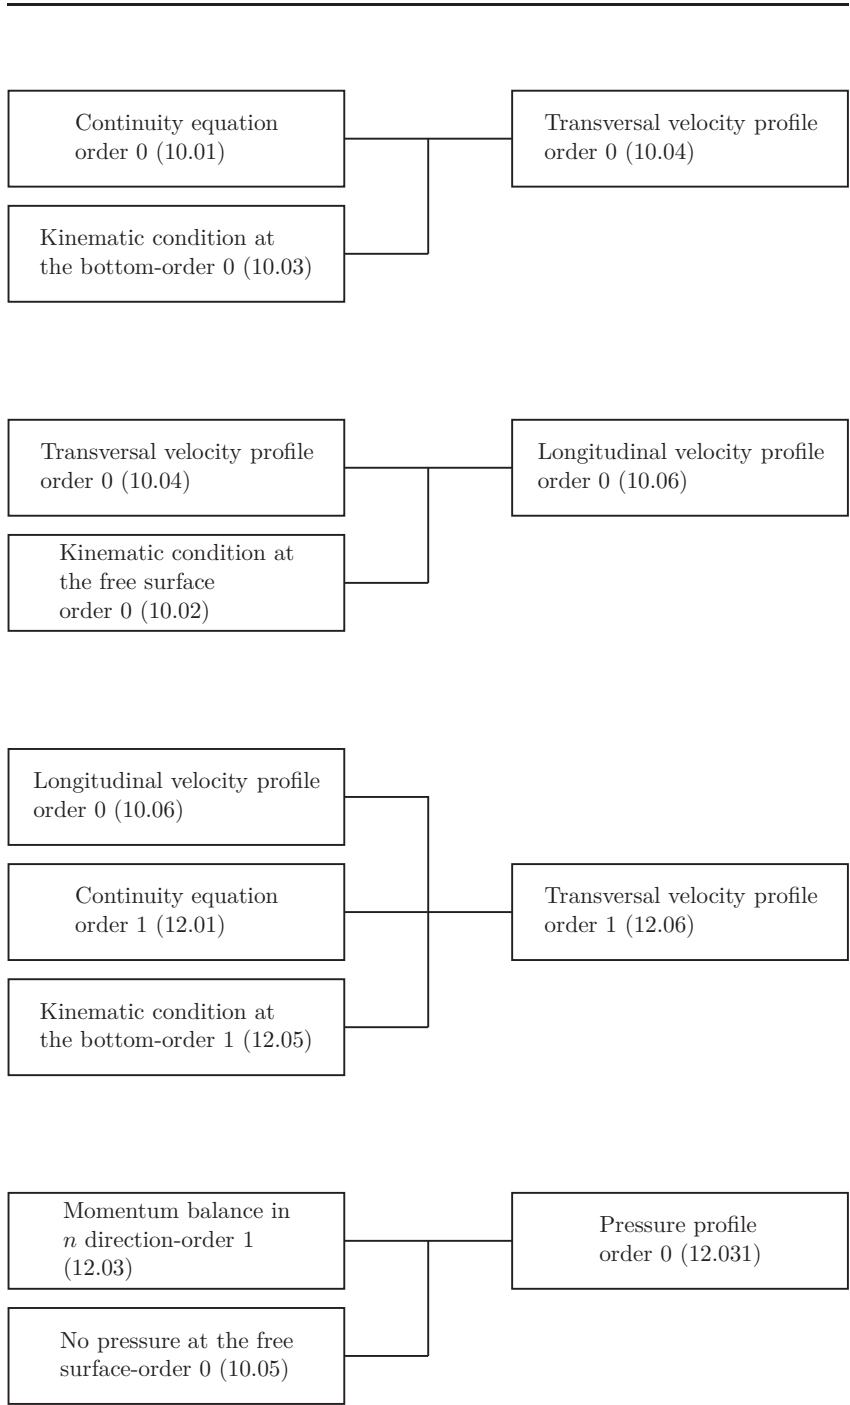 Continuity equation
order 0 (10.01)
Transversal velocity profile
order 0 (10.04)
Kinematic condition at
the bottom-order 0 (10.03)
Transversal velocity profile
order 0 (10.04)
Longitudinal velocity profile
order 0 (10.06)
Kinematic condition at
the free surface
order 0 (10.02)
Longitudinal velocity profile
order 0 (10.06)
Continuity equation
order 1 (12.01)
Transversal velocity profile
order 1 (12.06)
Kinematic condition at
the bottom-order 1 (12.05)
Momentum balance in
n direction-order 1
(12.03)
Pressure profile
order 0 (12.031)
No pressure at the free
surface-order 0 (10.05)